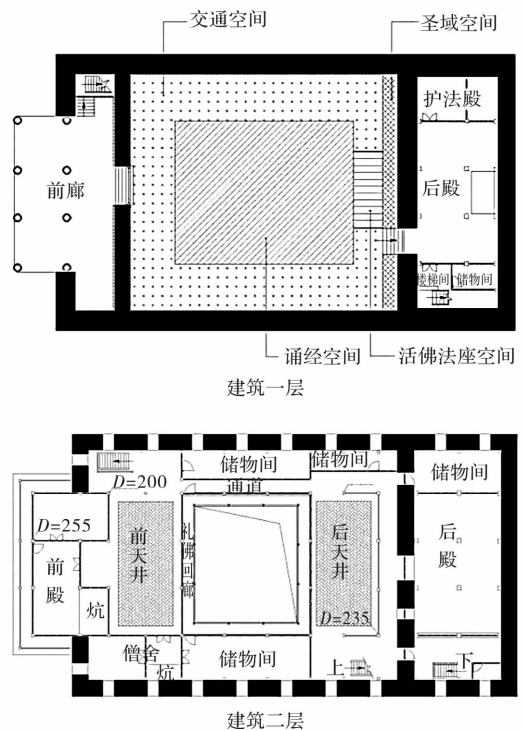 交通空间
圣域空间
护法殿
前廊
后殿
楼梯间
储物间
诵经空间
活佛法座空间
建筑一层
储物间
储物间
储物间
D=200
通道
D=255
前殿
前天井
礼佛回廊
后天井
后殿
炕
D=235
僧舍
炕
储物间
上
下
建筑二层